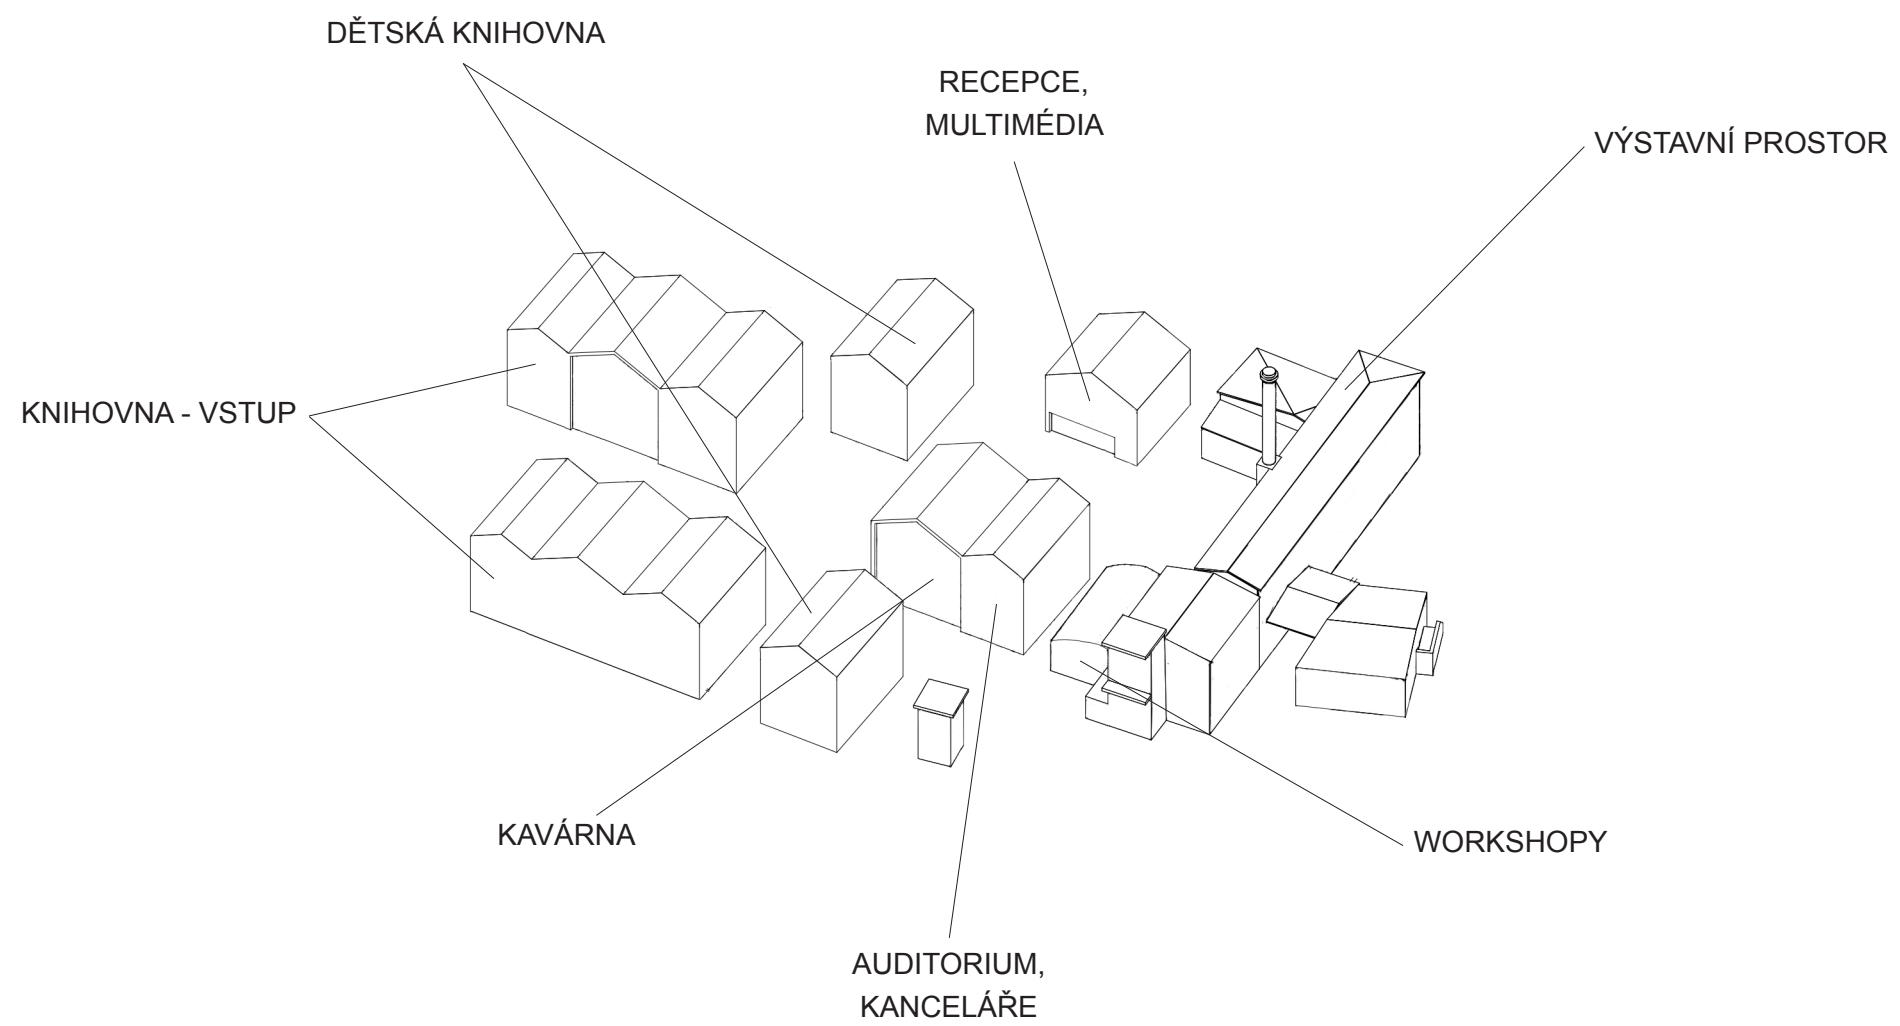 DĚTSKÁ KNIHOVNA
RECEPCE,
MULTIMÉDIA
VÝSTAVNÍ PROSTOR
KNIHOVNA - VSTUP
KAVÁRNA
WORKSHOPY
AUDITORIUM,
KANCELÁŘE